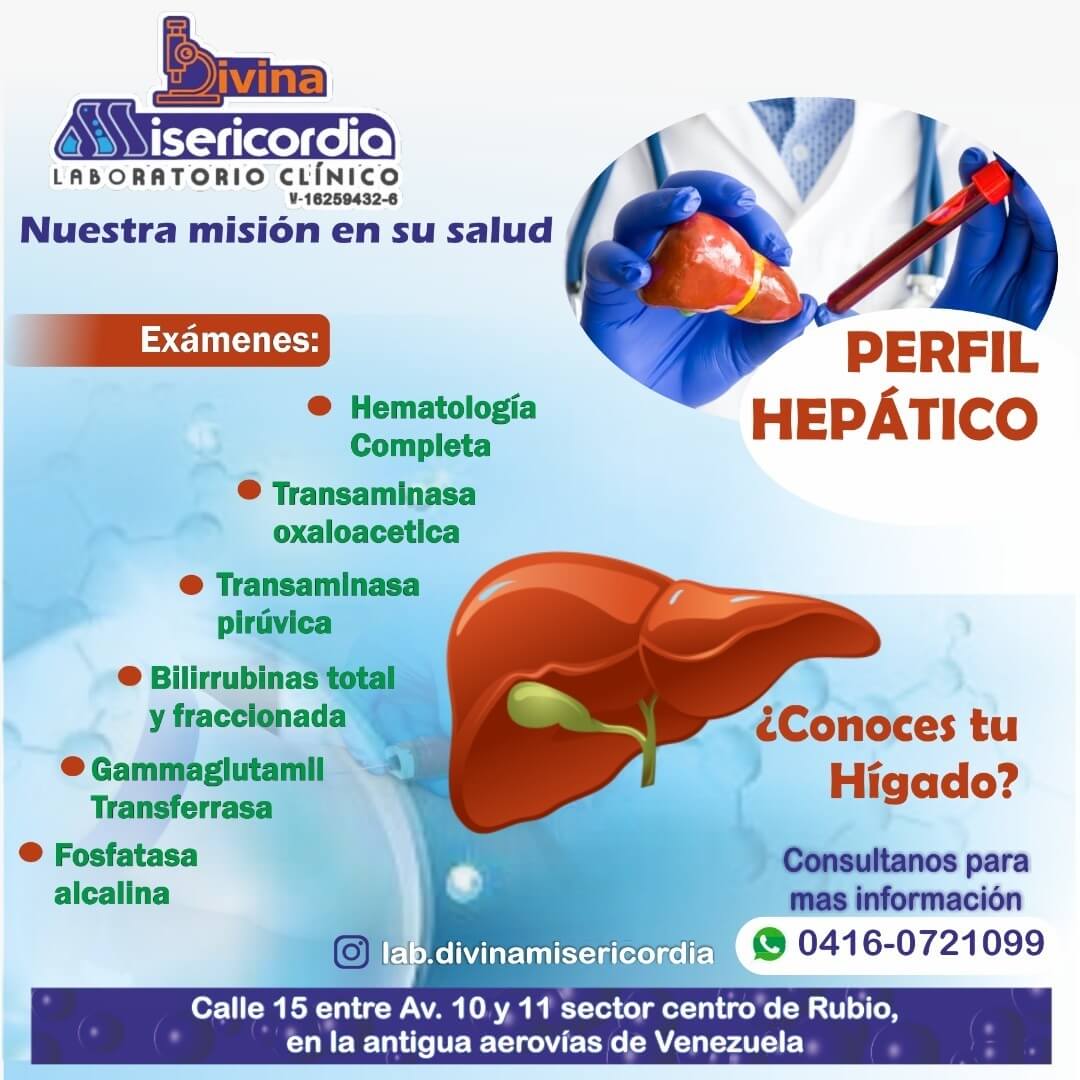 Divina
Misericordia
LABORATORIO CLÍNICO
V-16259432-6
Nuestra misión en su salud
PERFIL
HEPÁTICO
Exámenes:
Hematología
Completa
Transaminasa
oxaloacetIca
TransamInasa
pirúvica
Bilirrubinas total
y fraccionada
GammaglutamIl
Transferrasa
Fosfatasa
alcalina
¿Conoces tu
Hígado?
Consultanos para
mas información
0416-0721099
lab.divinamisericordia
Calle 15 entre Av. 10 y 11 sector centro de Rubio,
en la antigua aerovías de Venezuela